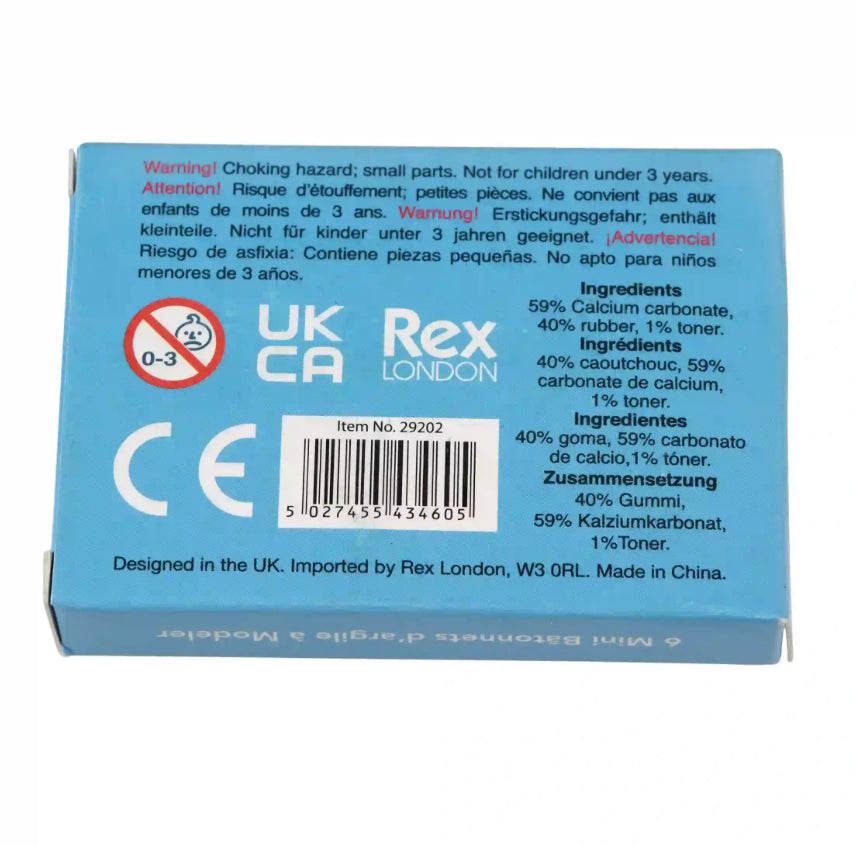 Warning! Choking hazard; small parts. Not for children under 3 years.
Attention! Risque d'étouffement; petites pièces. Ne convient pas aux
enfants de moins de 3 ans. Warnung! Erstickungsgefahr; enthält
kleinteile. Nicht für kinder unter 3 jahren geeignet. ¡Advertencia!
Riesgo de asfixia: Contiene piezas pequeñas. No apto para niños
menores de 3 años.
0-3
UK
CA
Rex
LONDON
CE
Item No. 29202
5 027455 434605
Ingredients
59% Calcium carbonate,
40% rubber, 1% toner.
Ingrédients
40% caoutchouc, 59%
carbonate de calcium,
1% toner.
Ingredientes
40% goma, 59% carbonato
de calcio,1% tóner.
Zusammensetzung
40% Gummi,
59% Kalziumkarbonat,
1%Toner.
Designed in the UK. Imported by Rex London, W3 0RL. Made in China.
6 Mini Bâtonnets d'argile à Modeler